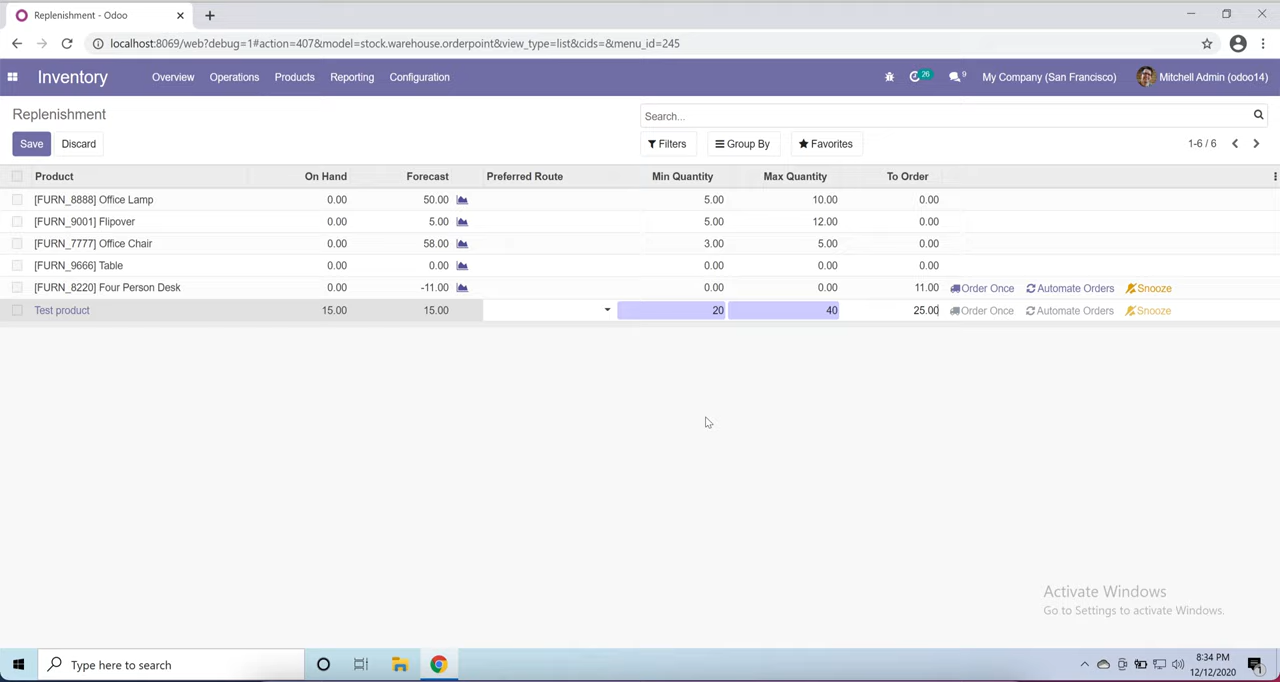 Replenishment - Odoo
localhost:8069/web?debug=1#action=407&model=stock.warehouse.orderpoint&view_type=list&cids=&menu_id=245
Inventory Overview Operations Products Reporting Configuration 26 9 My Company (San Francisco) Mitchell Admin (odoo14)
Replenishment Search...
Save Discard Filters Group By Favorites 1-6 / 6
Product On Hand Forecast Preferred Route Min Quantity Max Quantity To Order
[FURN_8888] Office Lamp 0.00 50.00 5.00 10.00 0.00
[FURN_9001] Flipover 0.00 5.00 5.00 12.00 0.00
[FURN_7777] Office Chair 0.00 58.00 3.00 5.00 0.00
[FURN_9666] Table 0.00 0.00 0.00 0.00 0.00
[FURN_8220] Four Person Desk 0.00 -11.00 0.00 0.00 11.00 Order Once Automate Orders Snooze
Test product 15.00 15.00 20 40 25.00 Order Once Automate Orders Snooze
Activate Windows
Go to Settings to activate Windows.
Type here to search 8:34 PM
12/12/2020 1